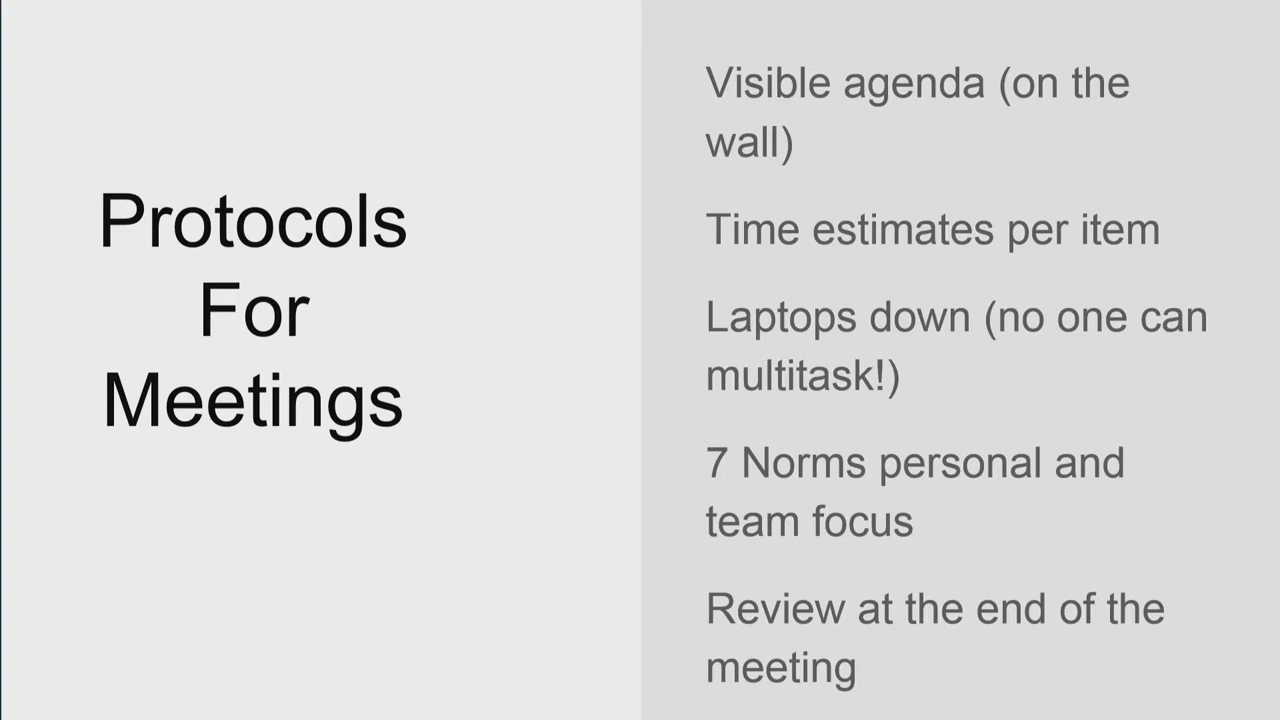 Protocols
For
Meetings
Visible agenda (on the
wall)
Time estimates per item
Laptops down (no one can
multitask!)
7 Norms personal and
team focus
Review at the end of the
meeting